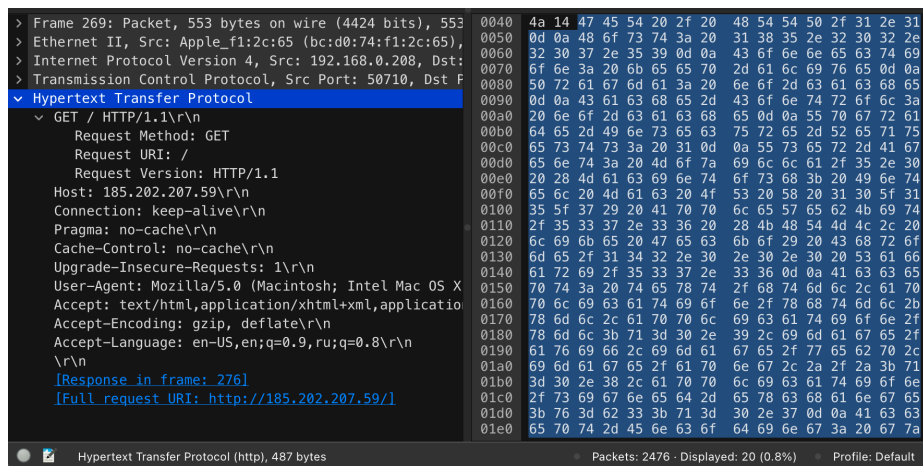 Frame 269: Packet, 553 bytes on wire (4424 bits), 553
Ethernet II, Src: Apple_f1:2c:65 (bc:d0:74:f1:2c:65),
Internet Protocol Version 4, Src: 192.168.0.208, Dst:
Transmission Control Protocol, Src Port: 50710, Dst P
Hypertext Transfer Protocol
GET / HTTP/1.1\r\n
Request Method: GET
Request URI: /
Request Version: HTTP/1.1
Host: 185.202.207.59\r\n
Connection: keep-alive\r\n
Pragma: no-cache\r\n
Cache-Control: no-cache\r\n
Upgrade-Insecure-Requests: 1\r\n
User-Agent: Mozilla/5.0 (Macintosh; Intel Mac OS X
Accept: text/html,application/xhtml+xml,applicatio
Accept-Encoding: gzip, deflate\r\n
Accept-Language: en-US,en;q=0.9,ru;q=0.8\r\n
\r\n
[Response in frame: 276]
[Full request URI: http://185.202.207.59/]
0040 4a 14 47 45 54 20 2f 20 48 54 54 50 2f 31 2e 31
0050 0d 0a 48 6f 73 74 3a 20 31 38 35 2e 32 30 32 2e
0060 32 30 37 2e 35 39 0d 0a 43 6f 6e 6e 65 63 74 69
0070 6f 6e 3a 20 6b 65 65 70 2d 61 6c 69 76 65 0d 0a
0080 50 72 61 67 6d 61 3a 20 6e 6f 2d 63 61 63 68 65
0090 0d 0a 43 61 63 68 65 2d 43 6f 6e 74 72 6f 6c 3a
00a0 20 6e 6f 2d 63 61 63 68 65 0d 0a 55 70 67 72 61
00b0 64 65 2d 49 6e 73 65 63 75 72 65 2d 52 65 71 75
00c0 65 73 74 73 3a 20 31 0d 0a 55 73 65 72 2d 41 67
00d0 65 6e 74 3a 20 4d 6f 7a 69 6c 6c 61 2f 35 2e 30
00e0 20 28 4d 61 63 69 6e 74 6f 73 68 3b 20 49 6e 74
00f0 65 6c 20 4d 61 63 20 4f 53 20 58 20 31 30 5f 31
0100 35 5f 37 29 20 41 70 70 6c 65 57 65 62 4b 69 74
0110 2f 35 33 37 2e 33 36 20 28 4b 48 54 4d 4c 2c 20
0120 6c 69 6b 65 20 47 65 63 6b 6f 29 20 43 68 72 6f
0130 6d 65 2f 31 34 32 2e 30 2e 30 2e 30 20 53 61 66
0140 61 72 69 2f 35 33 37 2e 33 36 0d 0a 41 63 63 65
0150 70 74 3a 20 74 65 78 74 2f 68 74 6d 6c 2c 61 70
0160 70 6c 69 63 61 74 69 6f 6e 2f 78 68 74 6d 6c 2b
0170 78 6d 6c 2c 61 70 70 6c 69 63 61 74 69 6f 6e 2f
0180 78 6d 6c 3b 71 3d 30 2e 39 2c 69 6d 61 67 65 2f
0190 61 76 69 66 2c 69 6d 61 67 65 2f 77 65 62 70 2c
01a0 69 6d 61 67 65 2f 61 70 6e 67 2c 2a 2f 2a 3b 71
01b0 3d 30 2e 38 2c 61 70 70 6c 69 63 61 74 69 6f 6e
01c0 2f 73 69 67 6e 65 64 2d 65 78 63 68 61 6e 67 65
01d0 3b 76 3d 62 33 3b 71 3d 30 2e 37 0d 0a 41 63 63
01e0 65 70 74 2d 45 6e 63 6f 64 69 6e 67 3a 20 67 7a
Hypertext Transfer Protocol (http), 487 bytes
Packets: 2476 · Displayed: 20 (0.8%)
Profile: Default